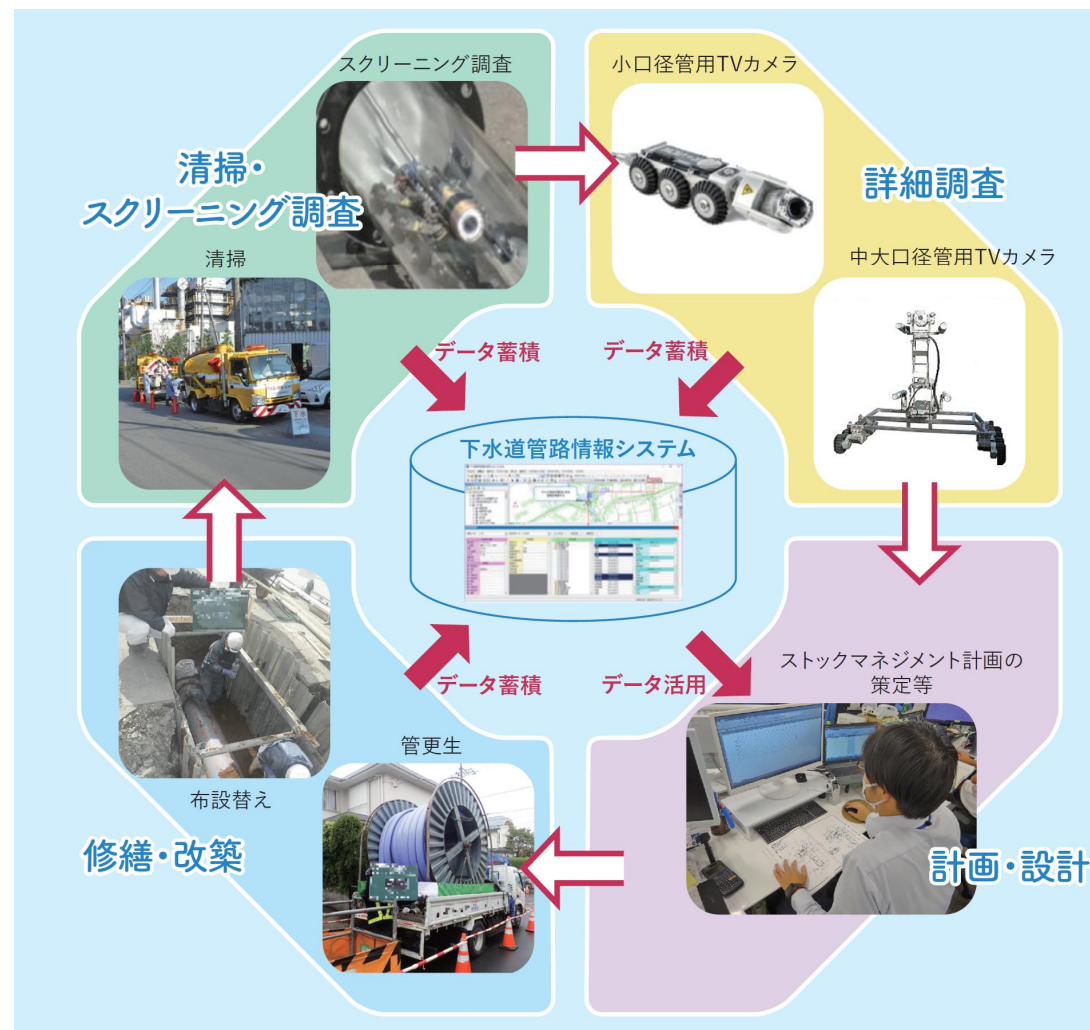 スクリーニング調査
小口径管用TVカメラ
清掃・
スクリーニング調査
詳細調査
清掃
中大口径管用TVカメラ
データ蓄積
データ蓄積
下水道管路情報システム
データ蓄積
データ活用
ストックマネジメント計画の
策定等
管更生
布設替え
修繕・改築
計画・設計
下水